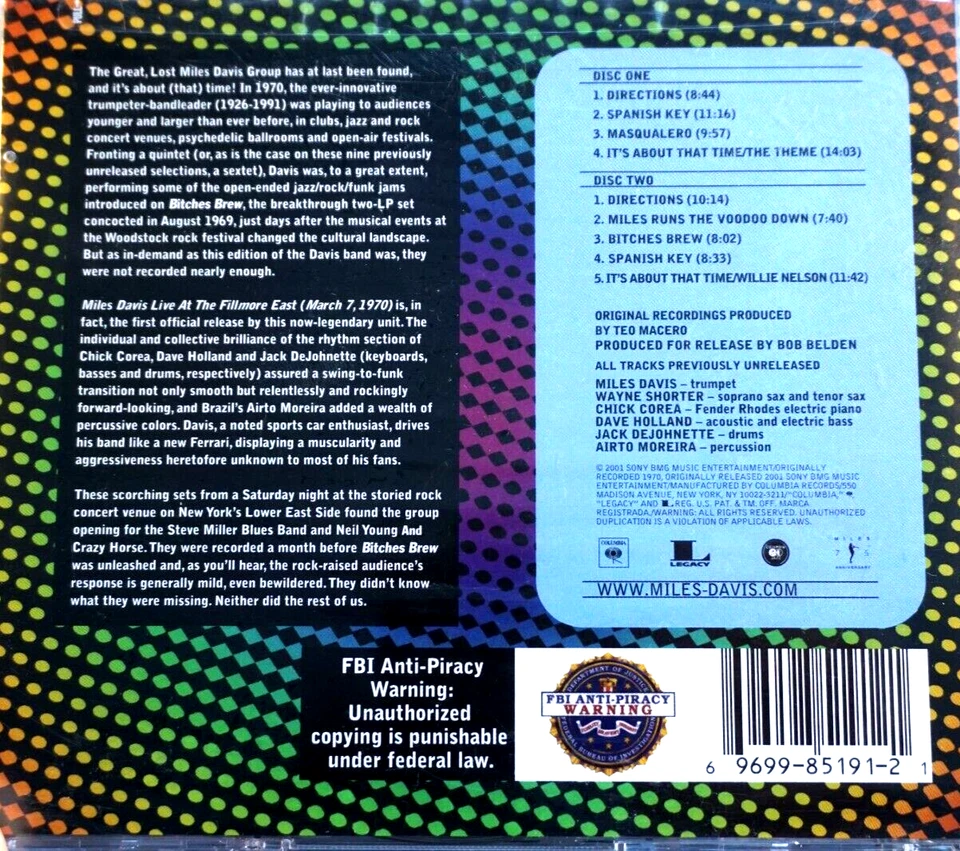 The Great, Lost Miles Davis Group has at last been found,
and it's about (that) time! In 1970, the ever-innovative
trumpeter-bandleader (1926-1991) was playing to audiences
younger and larger than ever before, in clubs, jazz and rock
concert venues, psychedelic ballrooms and open-air festivals.
Fronting a quintet (or, as is the case on these nine previously
unreleased selections, a sextet), Davis was, to a great extent,
performing some of the open-ended jazz/rock/funk jams
introduced on Bitches Brew, the breakthrough two-LP set
concocted in August 1969, just days after the musical events at
the Woodstock rock festival changed the cultural landscape.
But as in-demand as this edition of the Davis band was, they
were not recorded nearly enough.
Miles Davis Live At The Fillmore East (March 7, 1970) is, in
fact, the first official release by this now-legendary unit. The
individual and collective brilliance of the rhythm section of
Chick Corea, Dave Holland and Jack DeJohnette (keyboards,
basses and drums, respectively) assured a swing-to-funk
transition not only smooth but relentlessly and rockingly
forward-looking, and Brazil's Airto Moreira added a wealth of
percussive colors. Davis, a noted sports car enthusiast, drives
his band like a new Ferrari, displaying a muscularity and
aggressiveness heretofore unknown to most of his fans.
These scorching sets from a Saturday night at the storied rock
concert venue on New York's Lower East Side found the group
opening for the Steve Miller Blues Band and Neil Young And
Crazy Horse. They were recorded a month before Bitches Brew
was unleashed and, as you'll hear, the rock-raised audience's
response is generally mild, even bewildered. They didn't know
what they were missing. Neither did the rest of us.
DISC ONE
1. DIRECTIONS (8:44)
2. SPANISH KEY (11:16)
3. MASQUALERO (9:57)
4. IT'S ABOUT THAT TIME/THE THEME (14:03)
DISC TWO
1. DIRECTIONS (10:14)
2. MILES RUNS THE VOODOO DOWN (7:40)
3. BITCHES BREW (8:02)
4. SPANISH KEY (8:33)
5. IT'S ABOUT THAT TIME/WILLIE NELSON (11:42)
ORIGINAL RECORDINGS PRODUCED
BY TEO MACERO
PRODUCED FOR RELEASE BY BOB BELDEN
ALL TRACKS PREVIOUSLY UNRELEASED
MILES DAVIS – trumpet
WAYNE SHORTER – soprano sax and tenor sax
CHICK COREA – Fender Rhodes electric piano
DAVE HOLLAND – acoustic and electric bass
JACK DEJOHNETTE – drums
AIRTO MOREIRA – percussion
© 2001 SONY BMG MUSIC ENTERTAINMENT/ORIGINALLY
RECORDED 1970, ORIGINALLY RELEASED 2001 SONY BMG MUSIC
ENTERTAINMENT/MANUFACTURED BY COLUMBIA RECORDS/550
MADISON AVENUE, NEW YORK, NY 10022-3211/"COLUMBIA,"
"LEGACY" AND L REG. U.S. PAT. & TM. OFF. MARCA
REGISTRADA/WARNING: ALL RIGHTS RESERVED. UNAUTHORIZED
DUPLICATION IS A VIOLATION OF APPLICABLE LAWS.
COLUMBIA
LEGACY
MILES
75
ANNIVERSARY
WWW.MILES-DAVIS.COM
FBI Anti-Piracy
Warning:
Unauthorized
copying is punishable
under federal law.
DEPARTMENT OF JUSTICE
FBI ANTI-PIRACY
WARNING
FEDERAL BUREAU OF INVESTIGATION
6 9699-85191-2 1